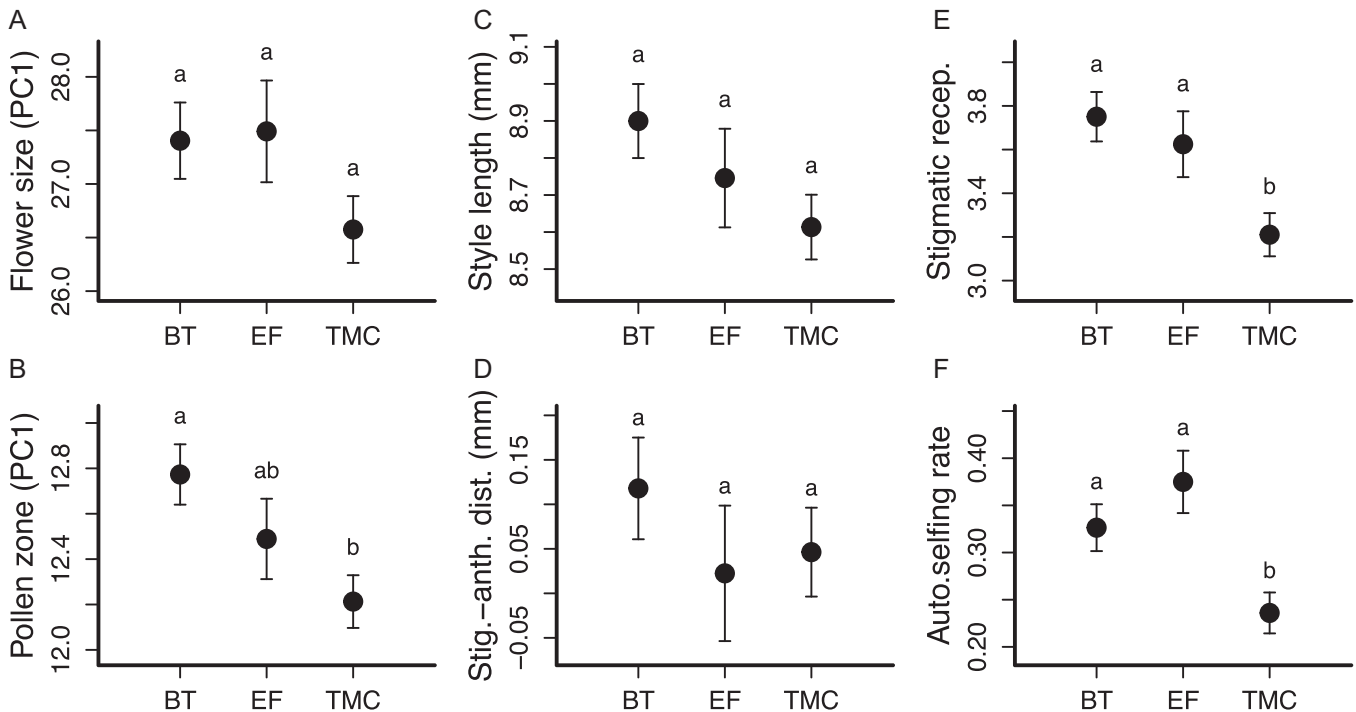 A
Flower size (PC1)
28.0
27.0
26.0
a
a
a
BT EF TMC
C
Style length (mm)
9.1
8.9
8.7
8.5
a
a
a
BT EF TMC
E
Stigmatic recep.
3.8
3.4
3.0
a
a
b
BT EF TMC
B
Pollen zone (PC1)
12.8
12.4
12.0
a
ab
b
BT EF TMC
D
Stig.−anth. dist. (mm)
0.15
0.05
−0.05
a
a
a
BT EF TMC
F
Auto.selfing rate
0.40
0.30
0.20
a
a
b
BT EF TMC